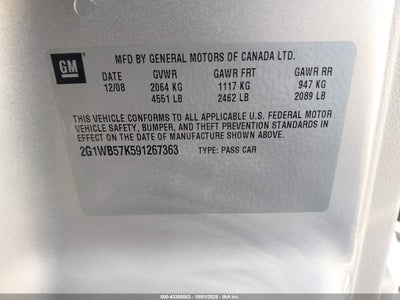 GM
MFD BY GENERAL MOTORS OF CANADA LTD.
DATE GVWR GAWR FRT GAWR RR
12/08 2064 KG 1117 KG 947 KG
4551 LB 2462 LB 2089 LB
THIS VEHICLE CONFORMS TO ALL APPLICABLE U.S. FEDERAL MOTOR
VEHICLE SAFETY, BUMPER, AND THEFT PREVENTION STANDARDS IN
EFFECT ON THE DATE OF MANUFACTURE SHOWN ABOVE.
2G1WB57K591267363 TYPE: PASS CAR